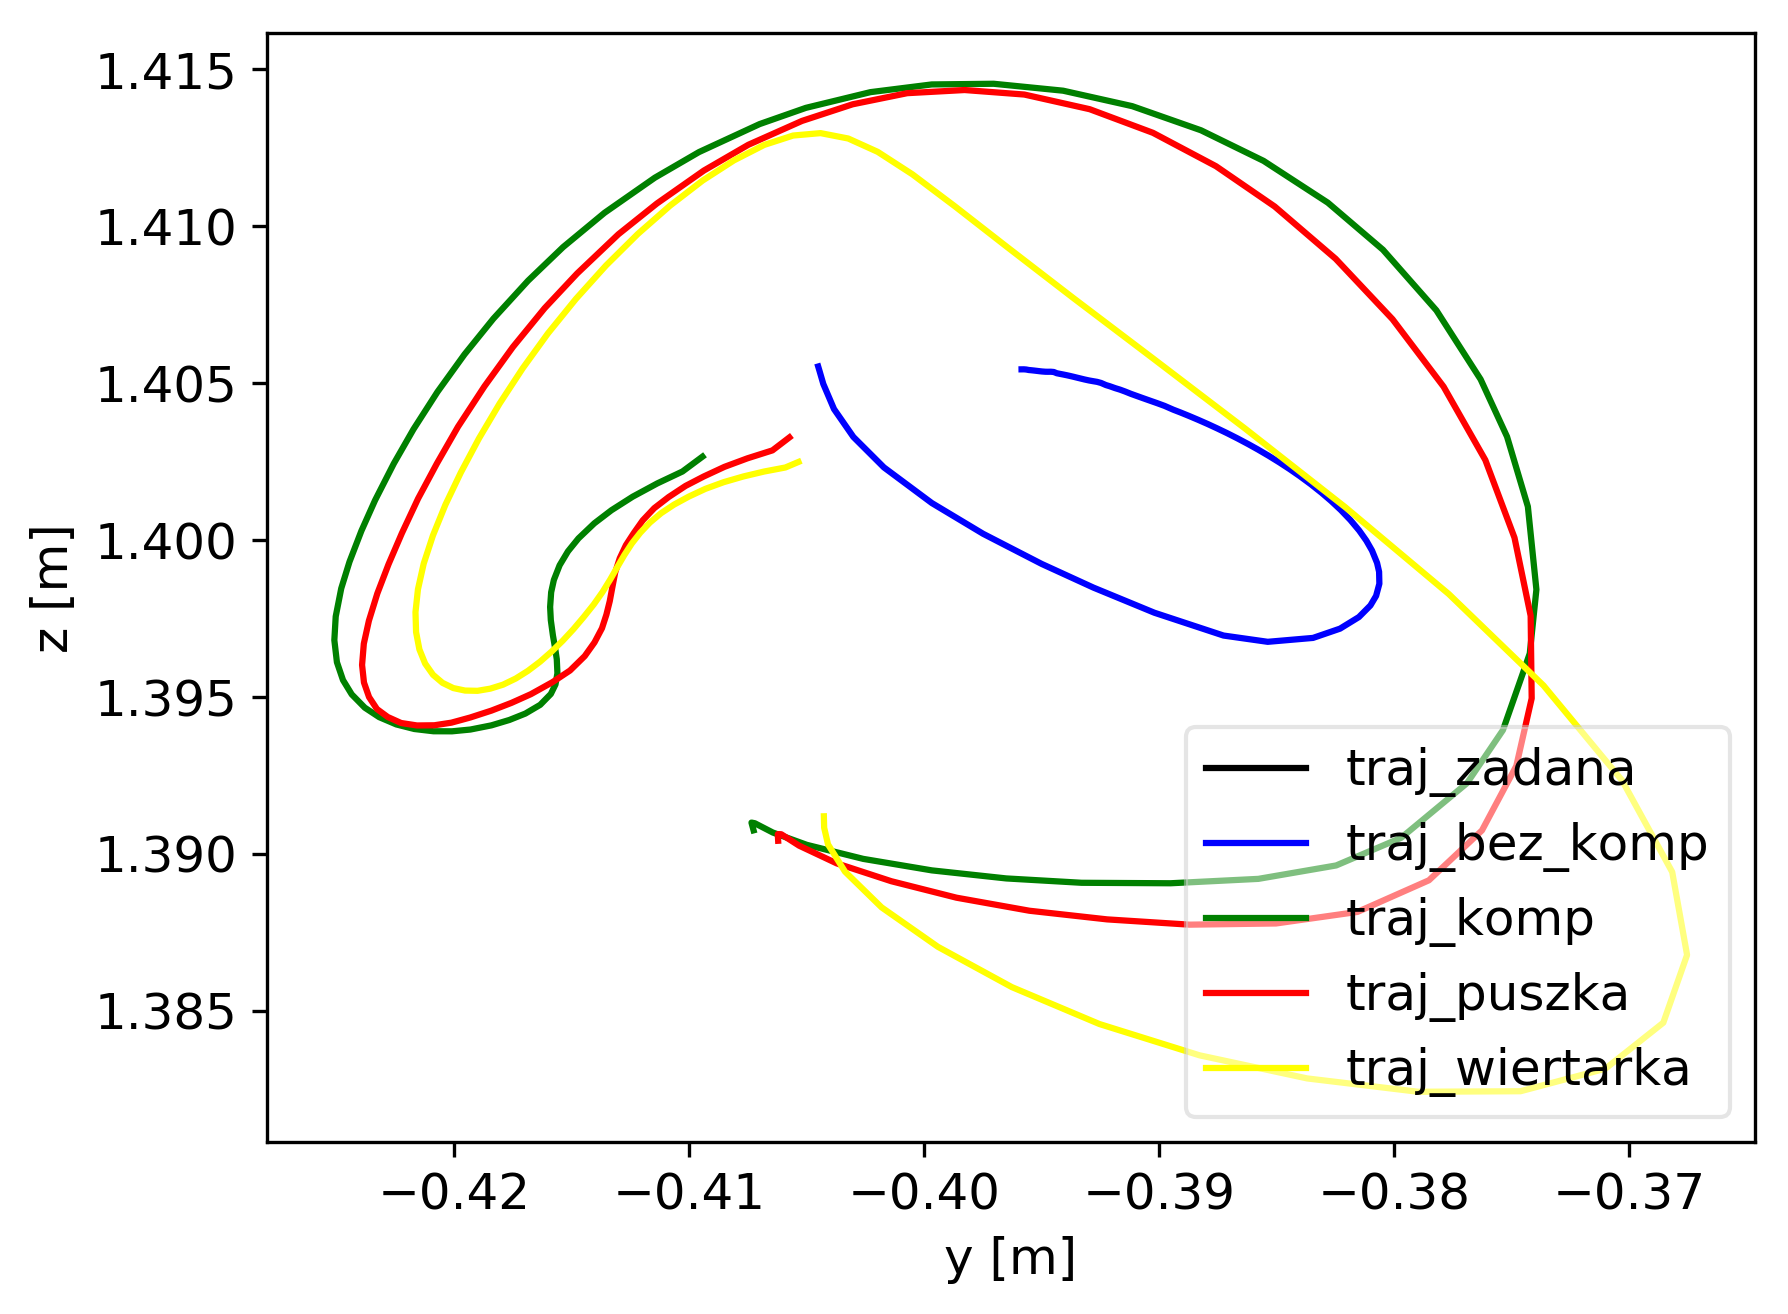 1.415
1.410
1.405
1.400
1.395
1.390
1.385
z [m]
−0.42 −0.41 −0.40 −0.39 −0.38 −0.37
y [m]
traj_zadana
traj_bez_komp
traj_komp
traj_puszka
traj_wiertarka